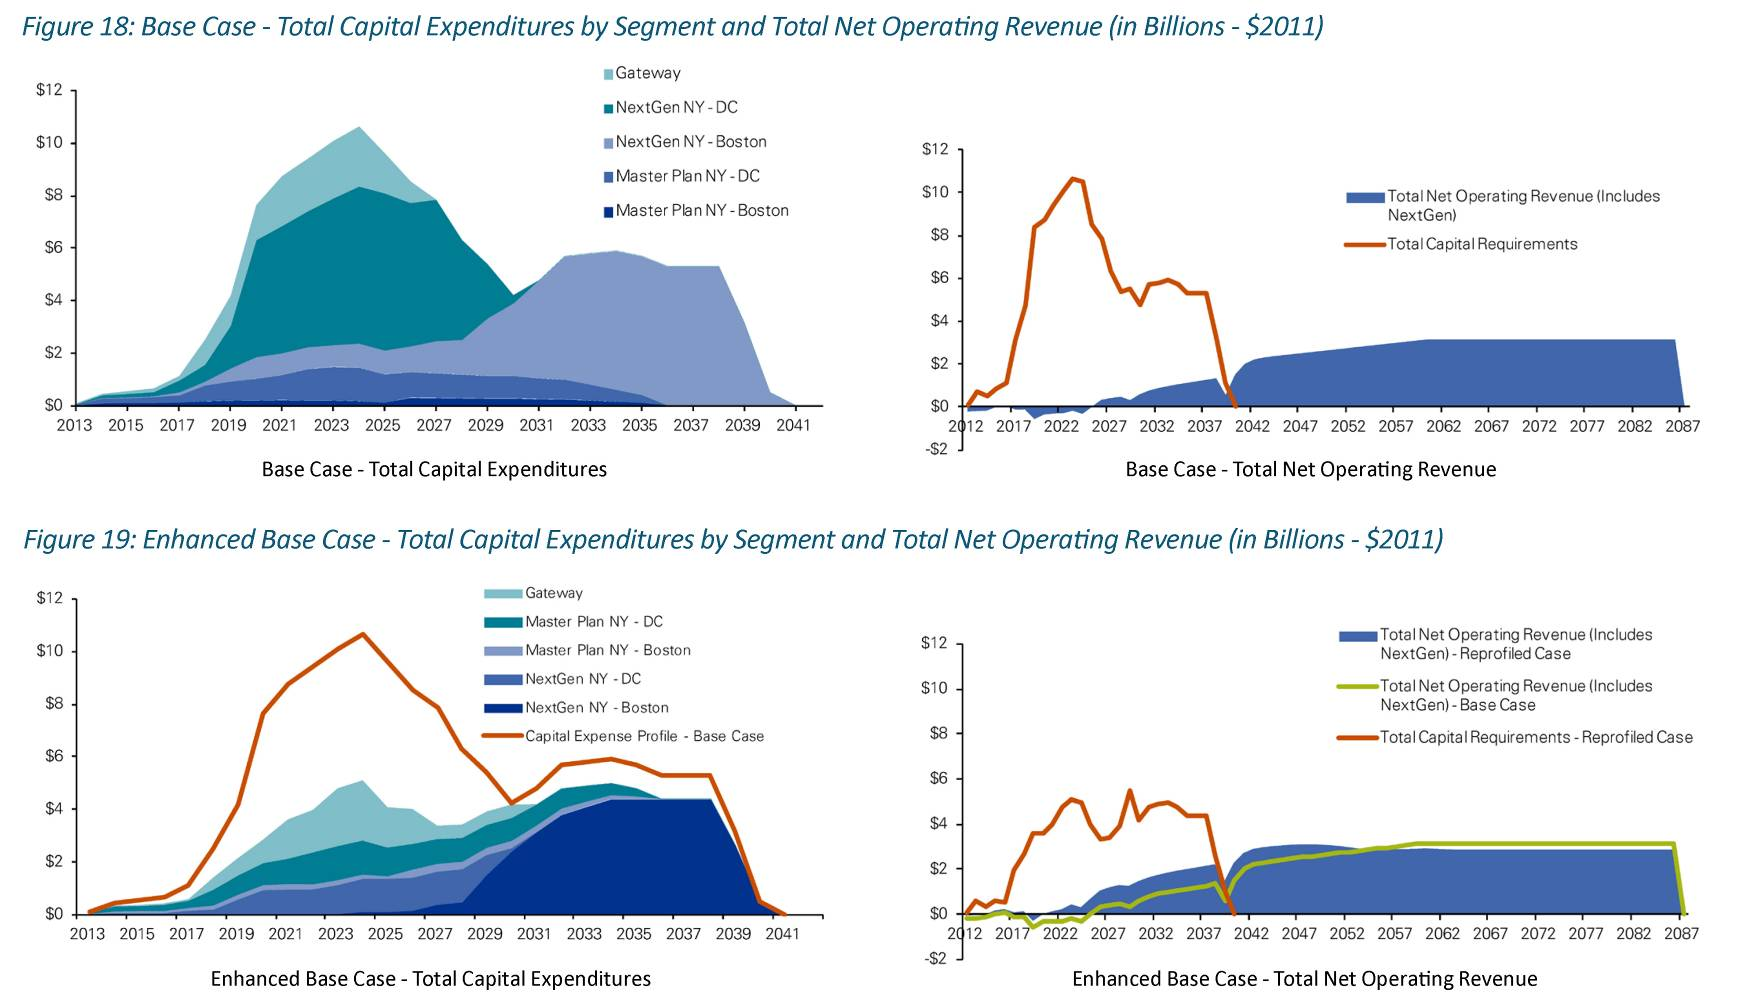 Figure 18: Base Case - Total Capital Expenditures by Segment and Total Net Operating Revenue (in Billions - $2011)
Gateway
NextGen NY - DC
NextGen NY - Boston
Master Plan NY - DC
Master Plan NY - Boston
$12
$10
$8
$6
$4
$2
$0
2013 2015 2017 2019 2021 2023 2025 2027 2029 2031 2033 2035 2037 2039 2041
Base Case - Total Capital Expenditures
Total Net Operating Revenue (Includes
NextGen)
Total Capital Requirements
$12
$10
$8
$6
$4
$2
$0
-$2
2012 2017 2022 2027 2032 2037 2042 2047 2052 2057 2062 2067 2072 2077 2082 2087
Base Case - Total Net Operating Revenue
Figure 19: Enhanced Base Case - Total Capital Expenditures by Segment and Total Net Operating Revenue (in Billions - $2011)
Gateway
Master Plan NY - DC
Master Plan NY - Boston
NextGen NY - DC
NextGen NY - Boston
Capital Expense Profile - Base Case
$12
$10
$8
$6
$4
$2
$0
2013 2015 2017 2019 2021 2023 2025 2027 2029 2031 2033 2035 2037 2039 2041
Enhanced Base Case - Total Capital Expenditures
Total Net Operating Revenue (Includes
NextGen) - Reprofiled Case
Total Net Operating Revenue (Includes
NextGen) - Base Case
Total Capital Requirements - Reprofiled Case
$12
$10
$8
$6
$4
$2
$0
-$2
2012 2017 2022 2027 2032 2037 2042 2047 2052 2057 2062 2067 2072 2077 2082 2087
Enhanced Base Case - Total Net Operating Revenue